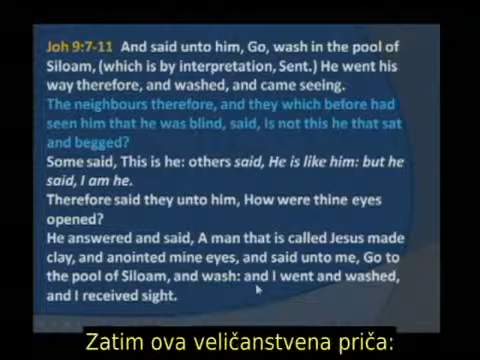 Joh 9:7-11 And said unto him, Go, wash in the pool of
Siloam, (which is by interpretation, Sent.) He went his
way therefore, and washed, and came seeing.
The neighbours therefore, and they which before had
seen him that he was blind, said, Is not this he that sat
and begged?
Some said, This is he: others said, He is like him: but he
said, I am he.
Therefore said they unto him, How were thine eyes
opened?
He answered and said, A man that is called Jesus made
clay, and anointed mine eyes, and said unto me, Go to
the pool of Siloam, and wash: and I went and washed,
and I received sight.
Zatim ova veličanstvena priča: